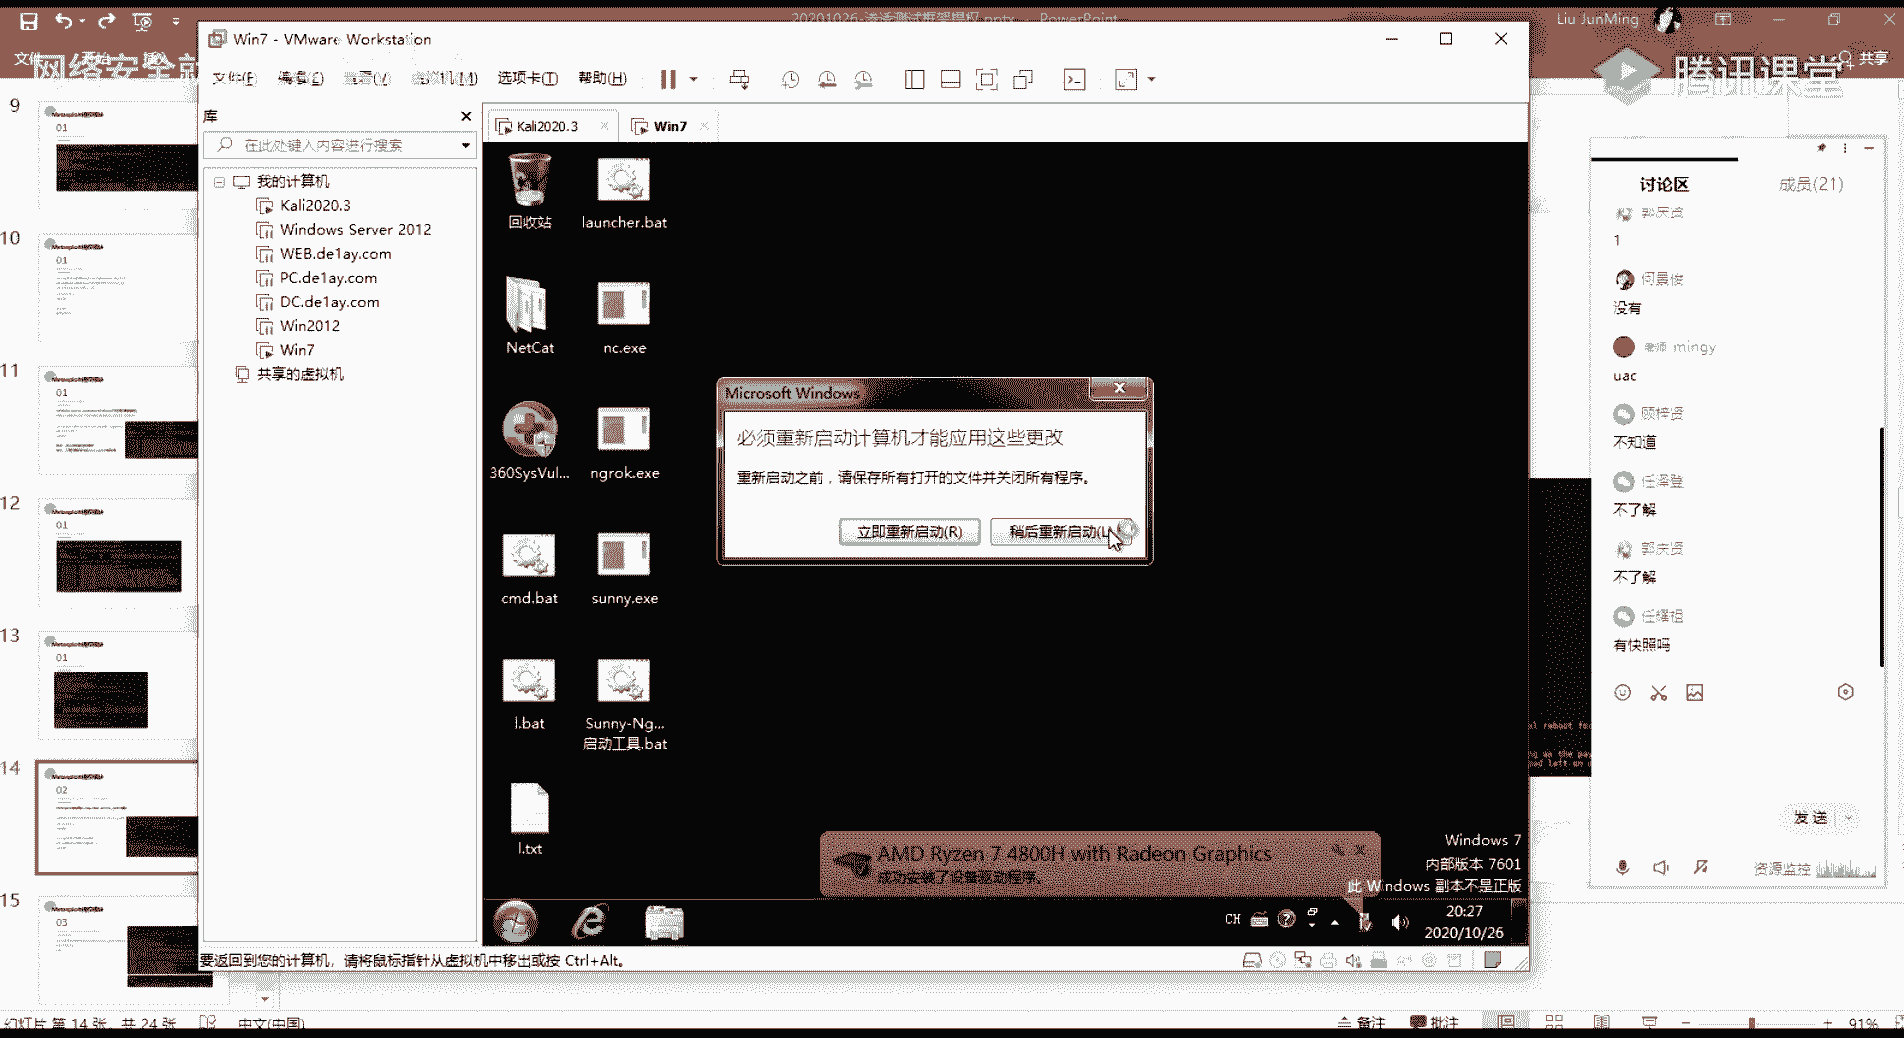 20201026-渗透测试框架提权.pptx - PowerPoint
Liu JunMing
共享
网络安全就
腾讯课堂
Win7 - VMware Workstation
文件(F) 编辑(E) 查看(V) 虚拟机(M) 选项卡(T) 帮助(H)
库
在此处键入内容进行搜索
我的计算机
Kali2020.3
Windows Server 2012
WEB.de1ay.com
PC.de1ay.com
DC.de1ay.com
Win2012
Win7
共享的虚拟机
Kali2020.3
Win7
回收站
launcher.bat
NetCat
nc.exe
360SysVul...
ngrok.exe
cmd.bat
sunny.exe
l.bat
Sunny-Ng...
启动工具.bat
l.txt
Microsoft Windows
必须重新启动计算机才能应用这些更改
重新启动之前，请保存所有打开的文件并关闭所有程序。
立即重新启动(R)
稍后重新启动(L
AMD Ryzen 7 4800H with Radeon Graphics
成功安装了设备驱动程序。
Windows 7
内部版本 7601
此 Windows 副本不是正版
CH
20:27
2020/10/26
要返回到您的计算机，请将鼠标指针从虚拟机中移出或按 Ctrl+Alt。
9
01
10
01
11
01
12
01
13
01
14
02
15
03
讨论区
成员(21)
郭庆贤
1
何景俊
没有
老师 mingy
uac
顾梓贤
不知道
任泽登
不了解
郭庆贤
不了解
任耀祖
有快照吗
发送
资源监控
幻灯片 第 14 张，共 24 张
中文(中国)
备注
批注
91%